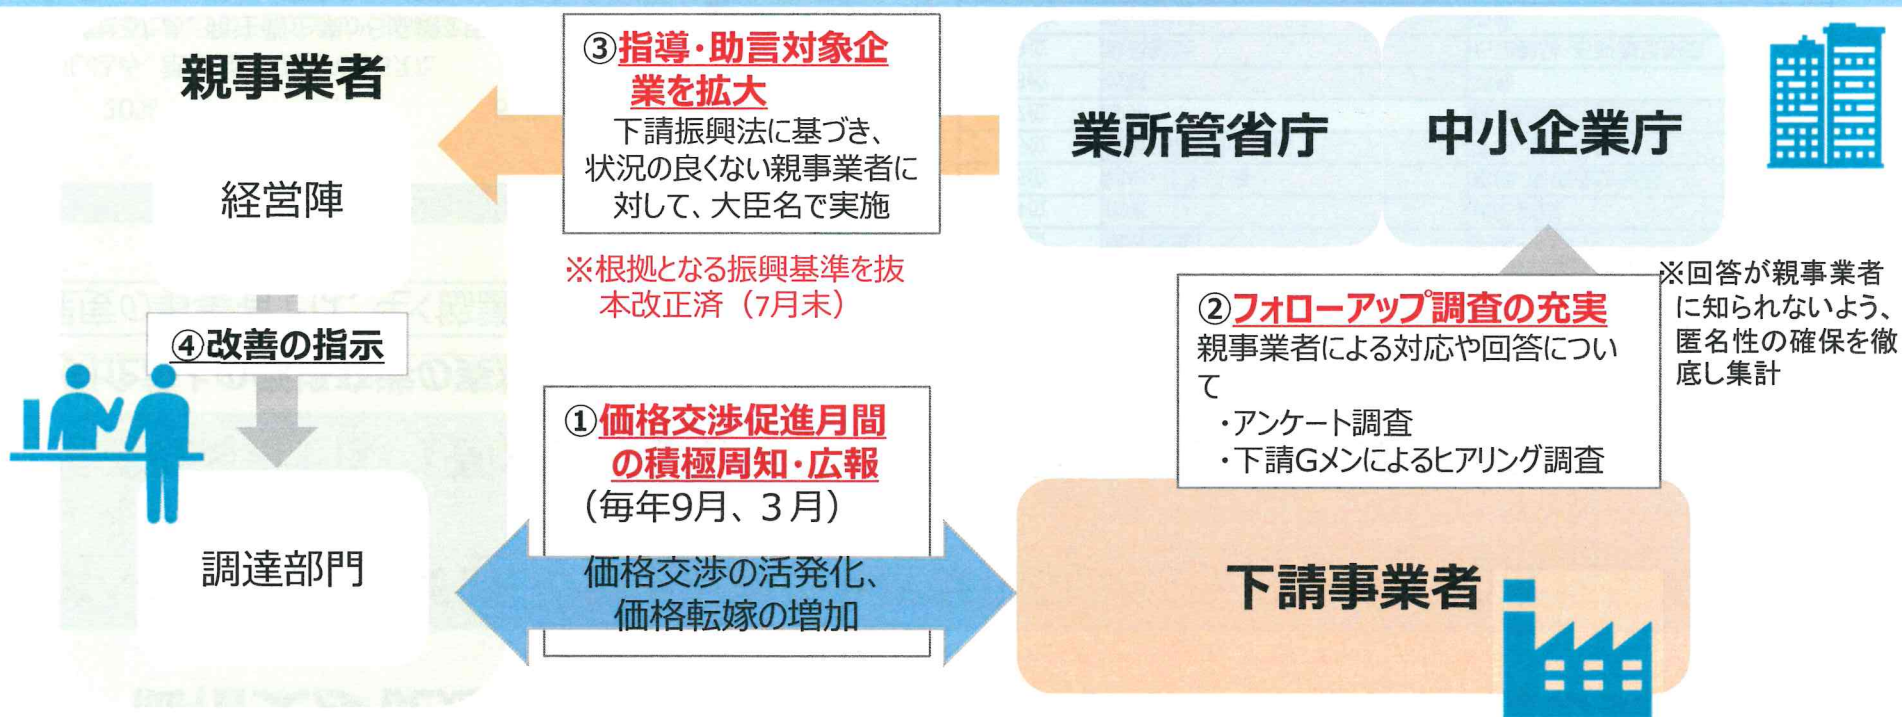 親事業者
経営陣
④改善の指示
調達部門
③指導・助言対象企
業を拡大
下請振興法に基づき、
状況の良くない親事業者に
対して、大臣名で実施
※根拠となる振興基準を抜
本改正済（7月末）
①価格交渉促進月間
の積極周知・広報
（毎年9月、３月）
価格交渉の活発化、
価格転嫁の増加
業所管省庁
中小企業庁
②フォローアップ調査の充実
親事業者による対応や回答につい
て
・アンケート調査
・下請Gメンによるヒアリング調査
※回答が親事業者
に知られないよう、
匿名性の確保を徹
底し集計
下請事業者